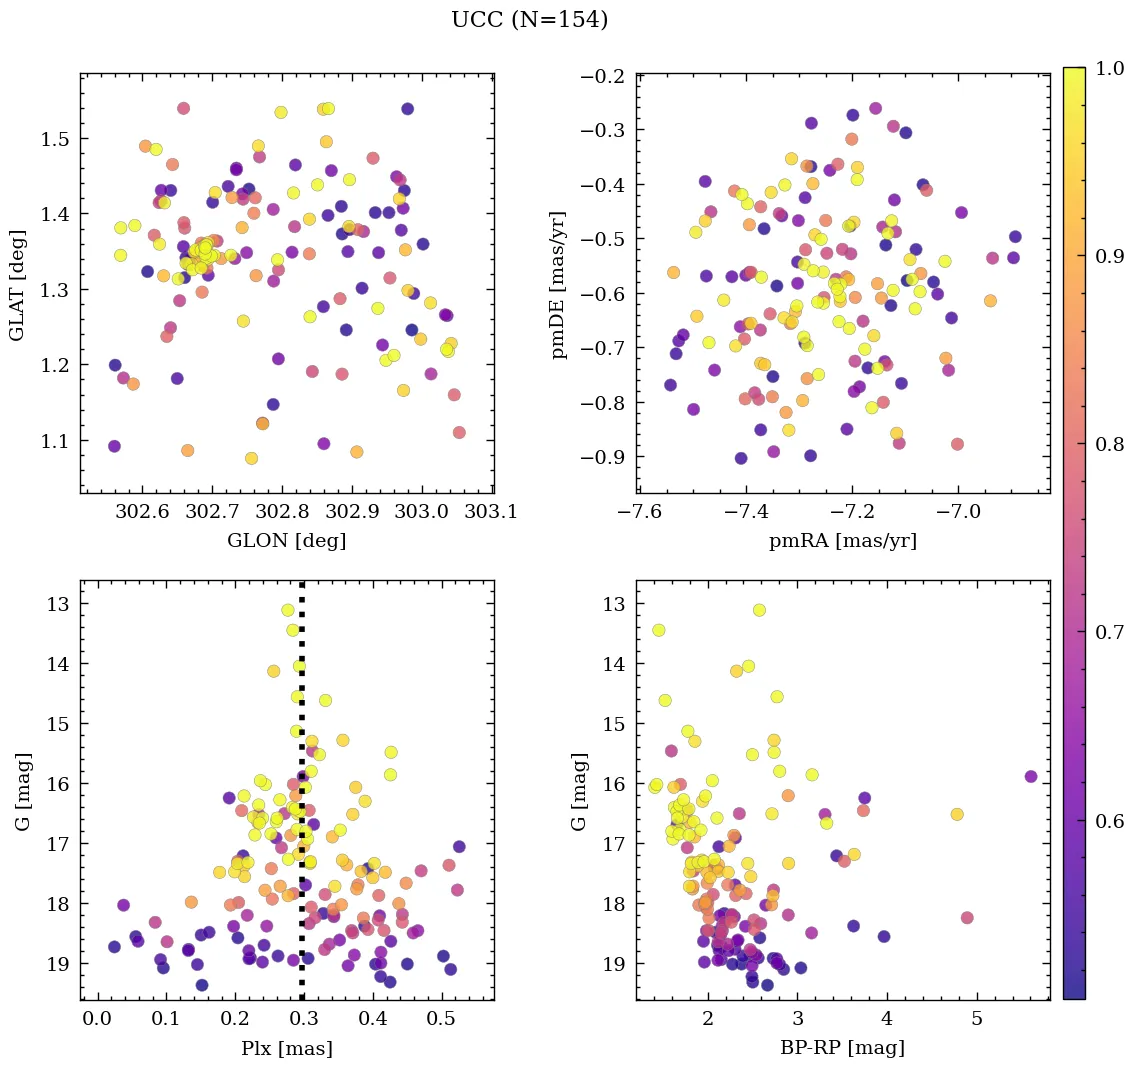 UCC (N=154)
1.5
1.4
1.3
1.2
1.1
GLAT [deg]
302.6 302.7 302.8 302.9 303.0 303.1
GLON [deg]
−0.2
−0.3
−0.4
−0.5
−0.6
−0.7
−0.8
−0.9
pmDE [mas/yr]
−7.6 −7.4 −7.2 −7.0
pmRA [mas/yr]
1.0
0.9
0.8
0.7
0.6
13
14
15
16
17
18
19
G [mag]
0.0 0.1 0.2 0.3 0.4 0.5
Plx [mas]
13
14
15
16
17
18
19
G [mag]
2 3 4 5
BP-RP [mag]